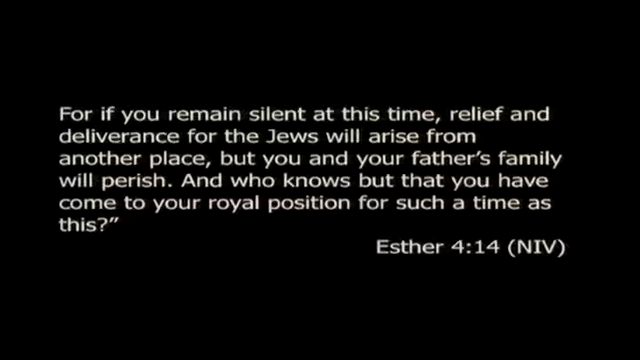 For if you remain silent at this time, relief and
deliverance for the Jews will arise from
another place, but you and your father's family
will perish. And who knows but that you have
come to your royal position for such a time as
this?”
Esther 4:14 (NIV)